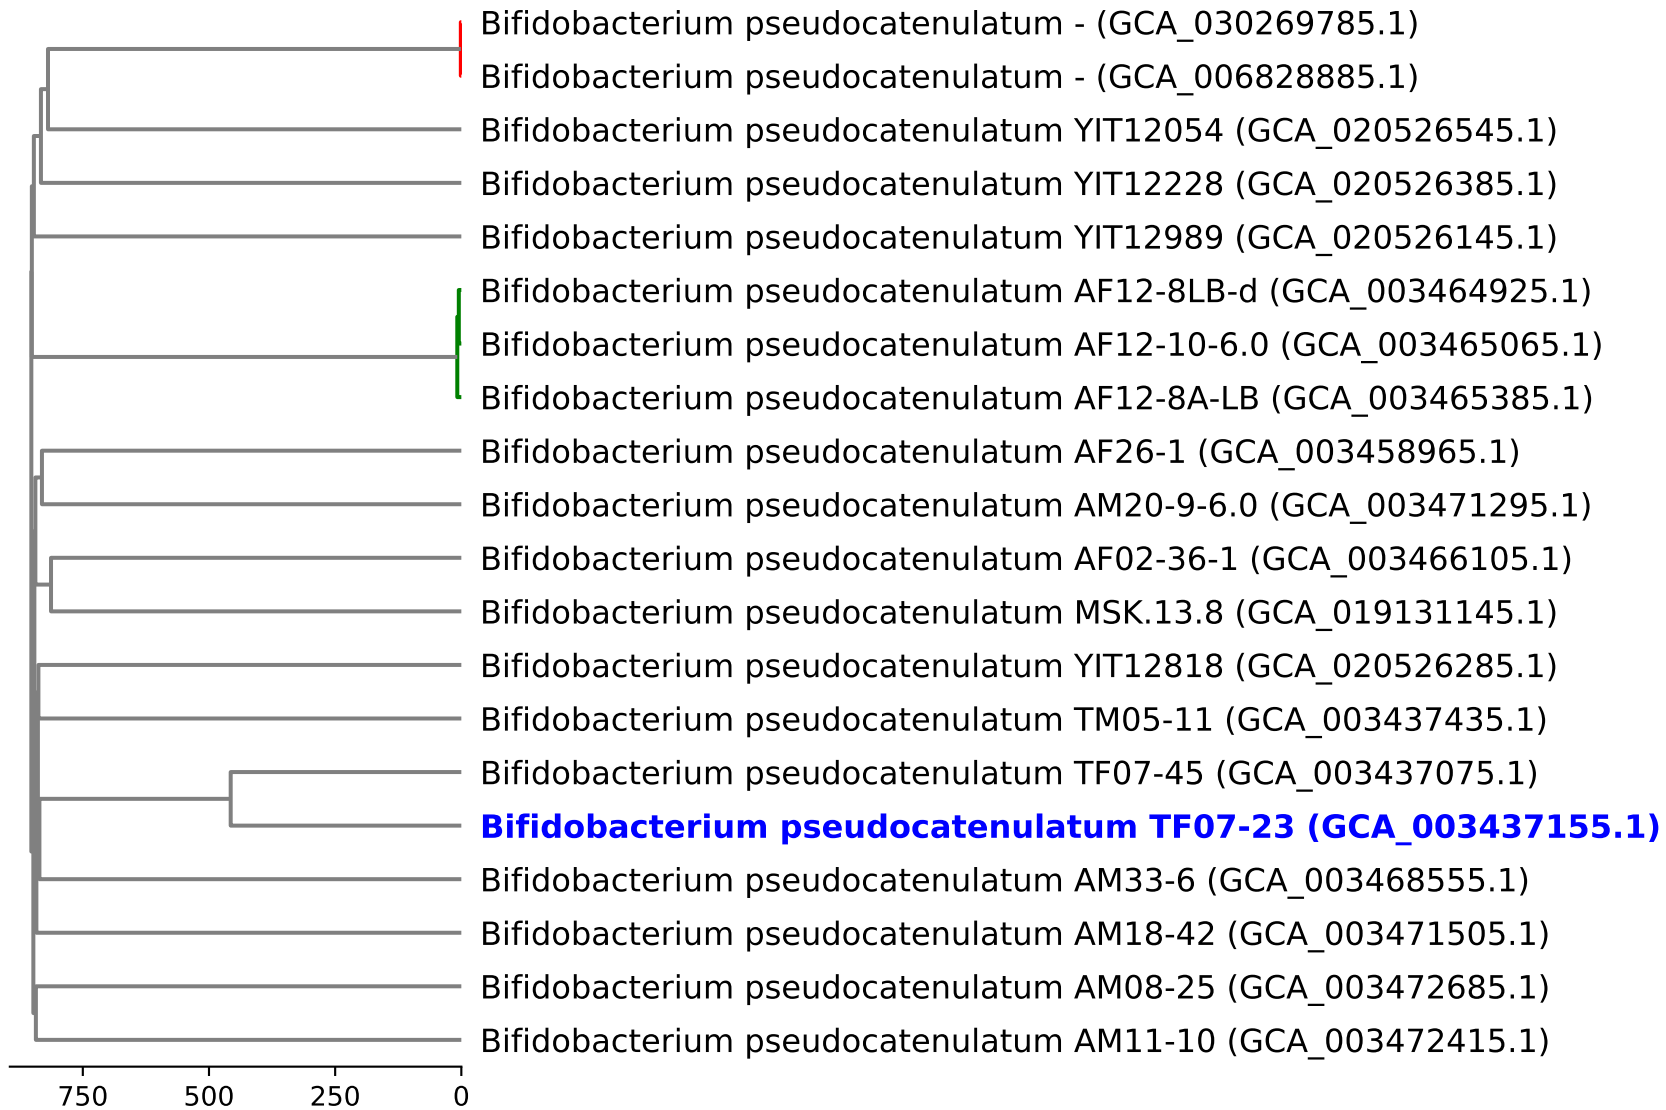 Bifidobacterium pseudocatenulatum - (GCA_030269785.1)
Bifidobacterium pseudocatenulatum - (GCA_006828885.1)
Bifidobacterium pseudocatenulatum YIT12054 (GCA_020526545.1)
Bifidobacterium pseudocatenulatum YIT12228 (GCA_020526385.1)
Bifidobacterium pseudocatenulatum YIT12989 (GCA_020526145.1)
Bifidobacterium pseudocatenulatum AF12-8LB-d (GCA_003464925.1)
Bifidobacterium pseudocatenulatum AF12-10-6.0 (GCA_003465065.1)
Bifidobacterium pseudocatenulatum AF12-8A-LB (GCA_003465385.1)
Bifidobacterium pseudocatenulatum AF26-1 (GCA_003458965.1)
Bifidobacterium pseudocatenulatum AM20-9-6.0 (GCA_003471295.1)
Bifidobacterium pseudocatenulatum AF02-36-1 (GCA_003466105.1)
Bifidobacterium pseudocatenulatum MSK.13.8 (GCA_019131145.1)
Bifidobacterium pseudocatenulatum YIT12818 (GCA_020526285.1)
Bifidobacterium pseudocatenulatum TM05-11 (GCA_003437435.1)
Bifidobacterium pseudocatenulatum TF07-45 (GCA_003437075.1)
Bifidobacterium pseudocatenulatum TF07-23 (GCA_003437155.1)
Bifidobacterium pseudocatenulatum AM33-6 (GCA_003468555.1)
Bifidobacterium pseudocatenulatum AM18-42 (GCA_003471505.1)
Bifidobacterium pseudocatenulatum AM08-25 (GCA_003472685.1)
Bifidobacterium pseudocatenulatum AM11-10 (GCA_003472415.1)
750 500 250 0